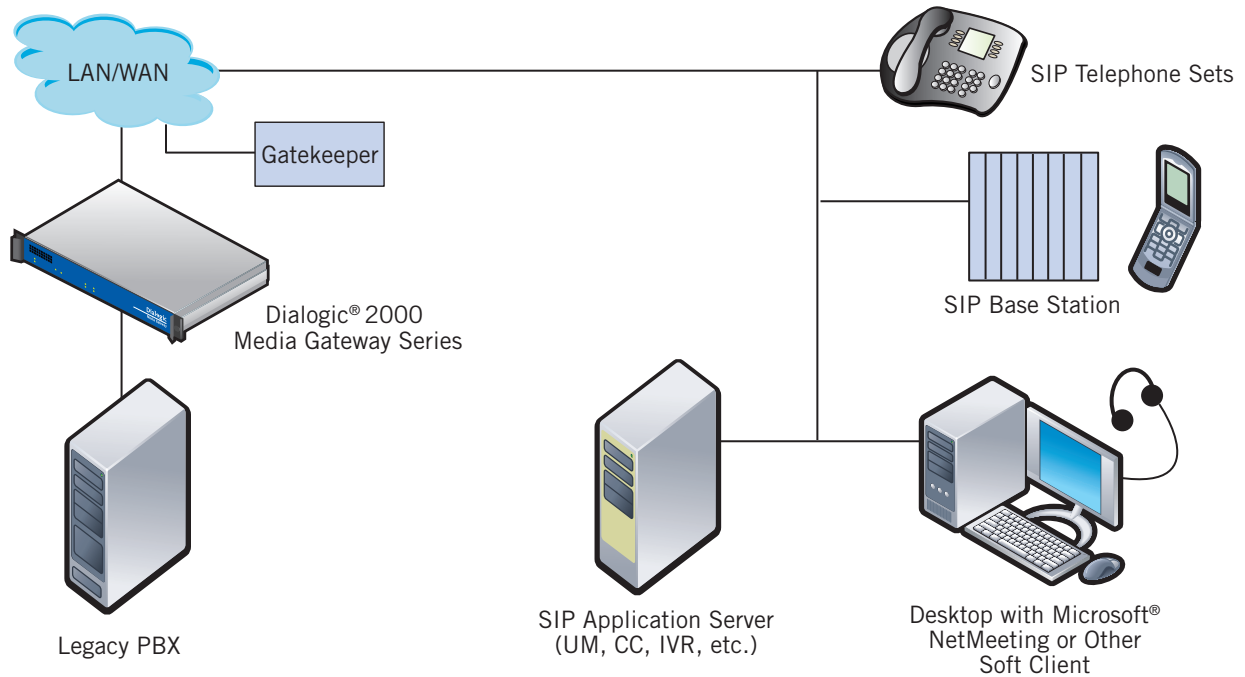 LAN/WAN
SIP Telephone Sets
Gatekeeper
Dialogic® 2000
Media Gateway Series
Dialogic
SIP Base Station
Legacy PBX
SIP Application Server
(UM, CC, IVR, etc.)
Desktop with Microsoft®
NetMeeting or Other
Soft Client